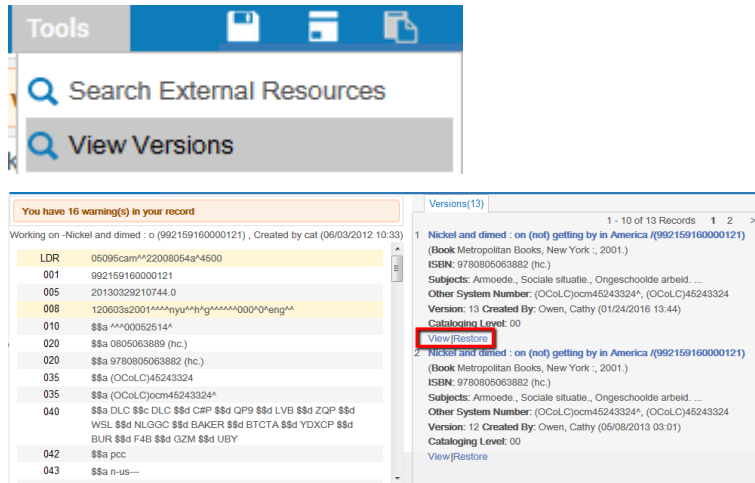 Tools
Search External Resources
View Versions
You have 16 warning(s) in your record
Working on -Nickel and dimed : o (992159160000121) , Created by cat (06/03/2012 10:33)
LDR 05095cam^^22008054a^4500
001 992159160000121
005 20130329210744.0
008 120603s2001^^^^nyu^^h^g^^^^^^000^0^eng^^
010 $$a ^^^00052514^
020 $$a 0805063889 (hc.)
020 $$a 9780805063882 (hc.)
035 $$a (OCoLC)45243324
035 $$a (OCoLC)ocm45243324^
040 $$a DLC $$c DLC $$d C#P $$d QP9 $$d LVB $$d ZQP $$d
WSL $$d NLGGC $$d BAKER $$d BTCTA $$d YDXCP $$d
BUR $$d F4B $$d GZM $$d UBY
042 $$a pcc
043 $$a n-us---
Versions(13)
1 - 10 of 13 Records 1 2 >
1 Nickel and dimed : on (not) getting by in America /(992159160000121)
(Book Metropolitan Books, New York :, 2001.)
ISBN: 9780805063882 (hc.)
Subjects: Armoede., Sociale situatie., Ongeschoolde arbeid. ...
Other System Number: (OCoLC)ocm45243324^, (OCoLC)45243324
Version: 13 Created By: Owen, Cathy (01/24/2016 13:44)
Cataloging Level: 00
View|Restore
2 Nickel and dimed : on (not) getting by in America /(992159160000121)
(Book Metropolitan Books, New York :, 2001.)
ISBN: 9780805063882 (hc.)
Subjects: Armoede., Sociale situatie., Ongeschoolde arbeid. ...
Other System Number: (OCoLC)ocm45243324^, (OCoLC)45243324
Version: 12 Created By: Owen, Cathy (05/08/2013 03:01)
Cataloging Level: 00
View|Restore